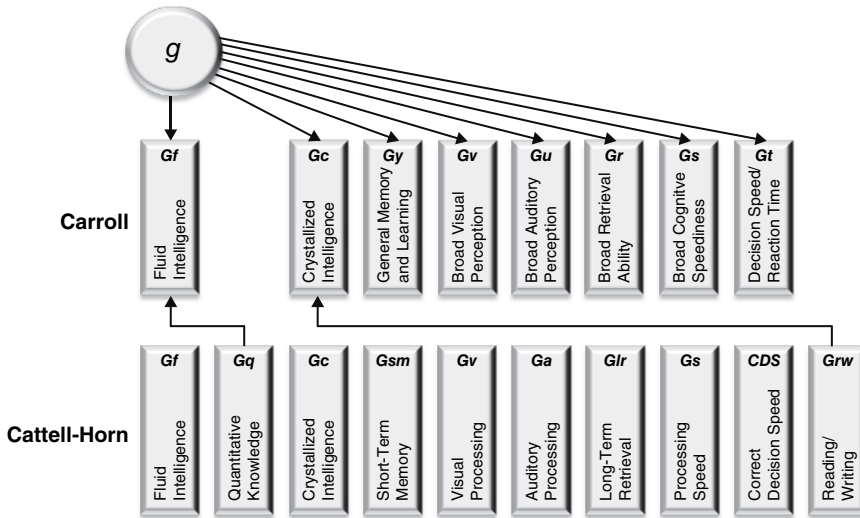 g
Gf
Gc
Gy
Gv
Gu
Gr
Gs
Gt
Carroll
Fluid
Intelligence
Crystallized
Intelligence
General Memory
and Learning
Broad Visual
Perception
Broad Auditory
Perception
Broad Retrieval
Ability
Broad Cognitve
Speediness
Decision Speed/
Reaction Time
Gf
Gq
Gc
Gsm
Gv
Ga
Glr
Gs
CDS
Grw
Cattell-Horn
Fluid
Intelligence
Quantitative
Knowledge
Crystallized
Intelligence
Short-Term
Memory
Visual
Processing
Auditory
Processing
Long-Term
Retrieval
Processing
Speed
Correct
Decision Speed
Reading/
Writing